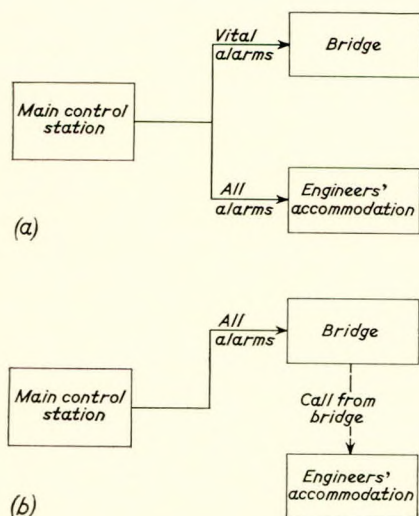 Vital
alarms
Bridge
Main control
station
All
alarms
Engineers'
accommodation
(a)
All
alarms
Bridge
Main control
station
Call from
bridge
Engineers'
accommodation
(b)